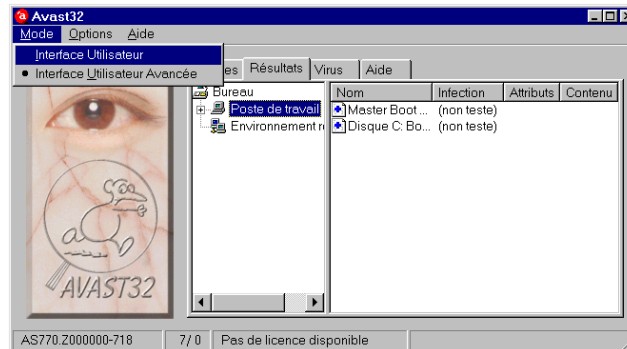 Avast32
Mode Options Aide
Interface Utilisateur
Interface Utilisateur Avancée
es Résultats Virus Aide
Bureau
Poste de travail
Environnement r
Nom Infection Attributs Contenu
Master Boot ... (non teste)
Disque C: Bo... (non teste)
AVAST32
AS770.Z000000-718 7/ 0 Pas de licence disponible